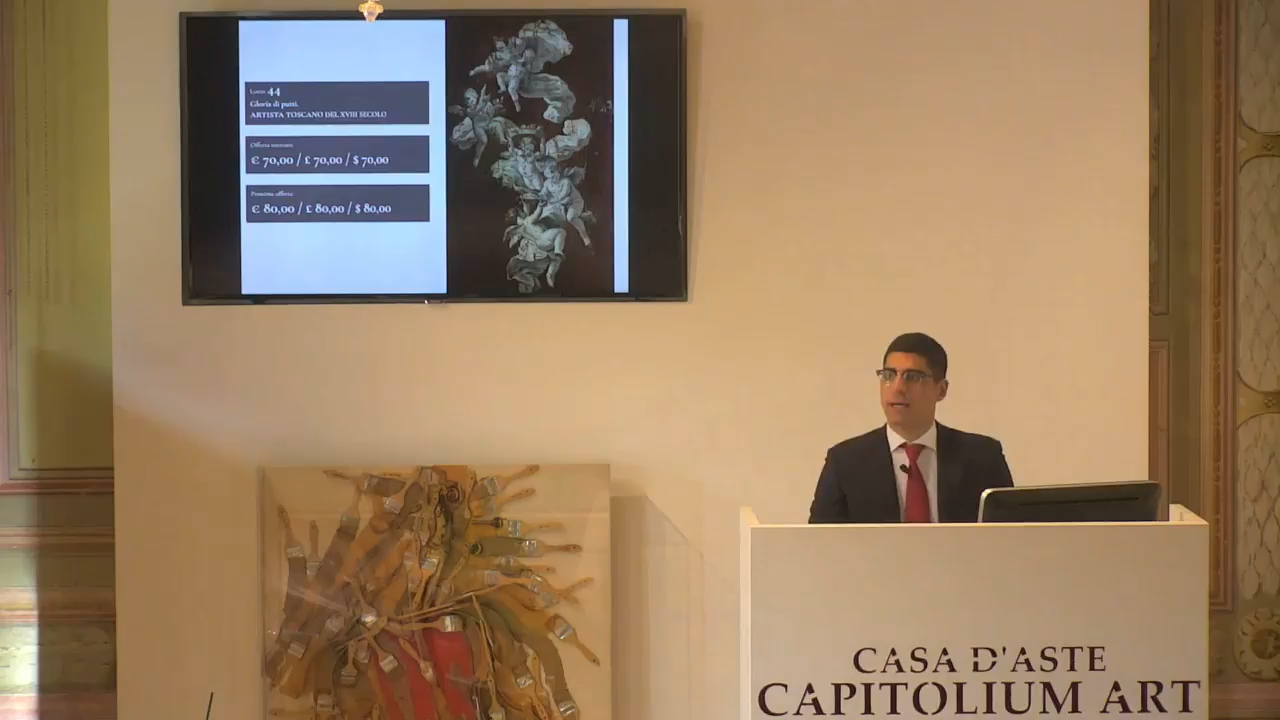 Lotto 44
Gloria di putti.
ARTISTA TOSCANO DEL XVIII SECOLO
Offerta
€ 70,00 / £ 70,00 / $ 70,00
Prossima offerta:
€ 80,00 / £ 80,00 / $ 80,00
CASA D'ASTE
CAPITOLIUM ART